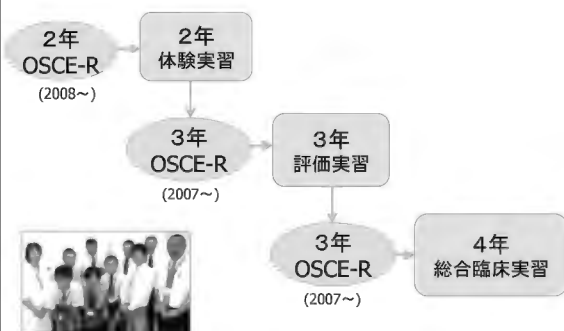 2年
OSCE-R
(2008~)
2年
体験実習
3年
OSCE-R
(2007~)
3年
評価実習
3年
OSCE-R
(2007~)
4年
総合臨床実習